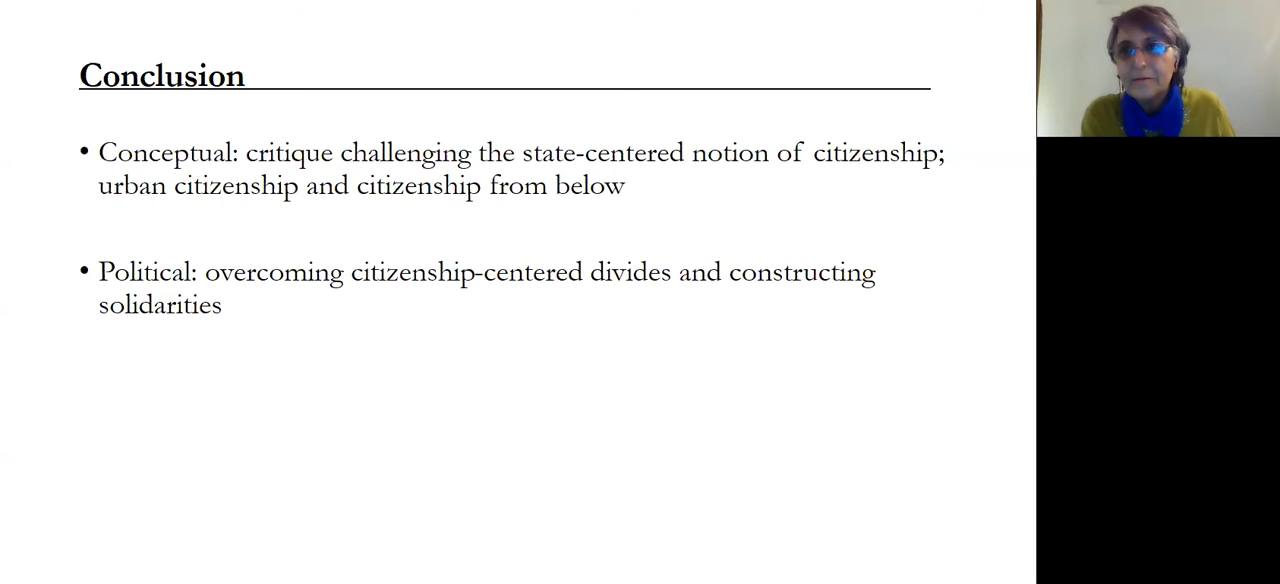 Conclusion
• Conceptual: critique challenging the state-centered notion of citizenship;
urban citizenship and citizenship from below
• Political: overcoming citizenship-centered divides and constructing
solidarities